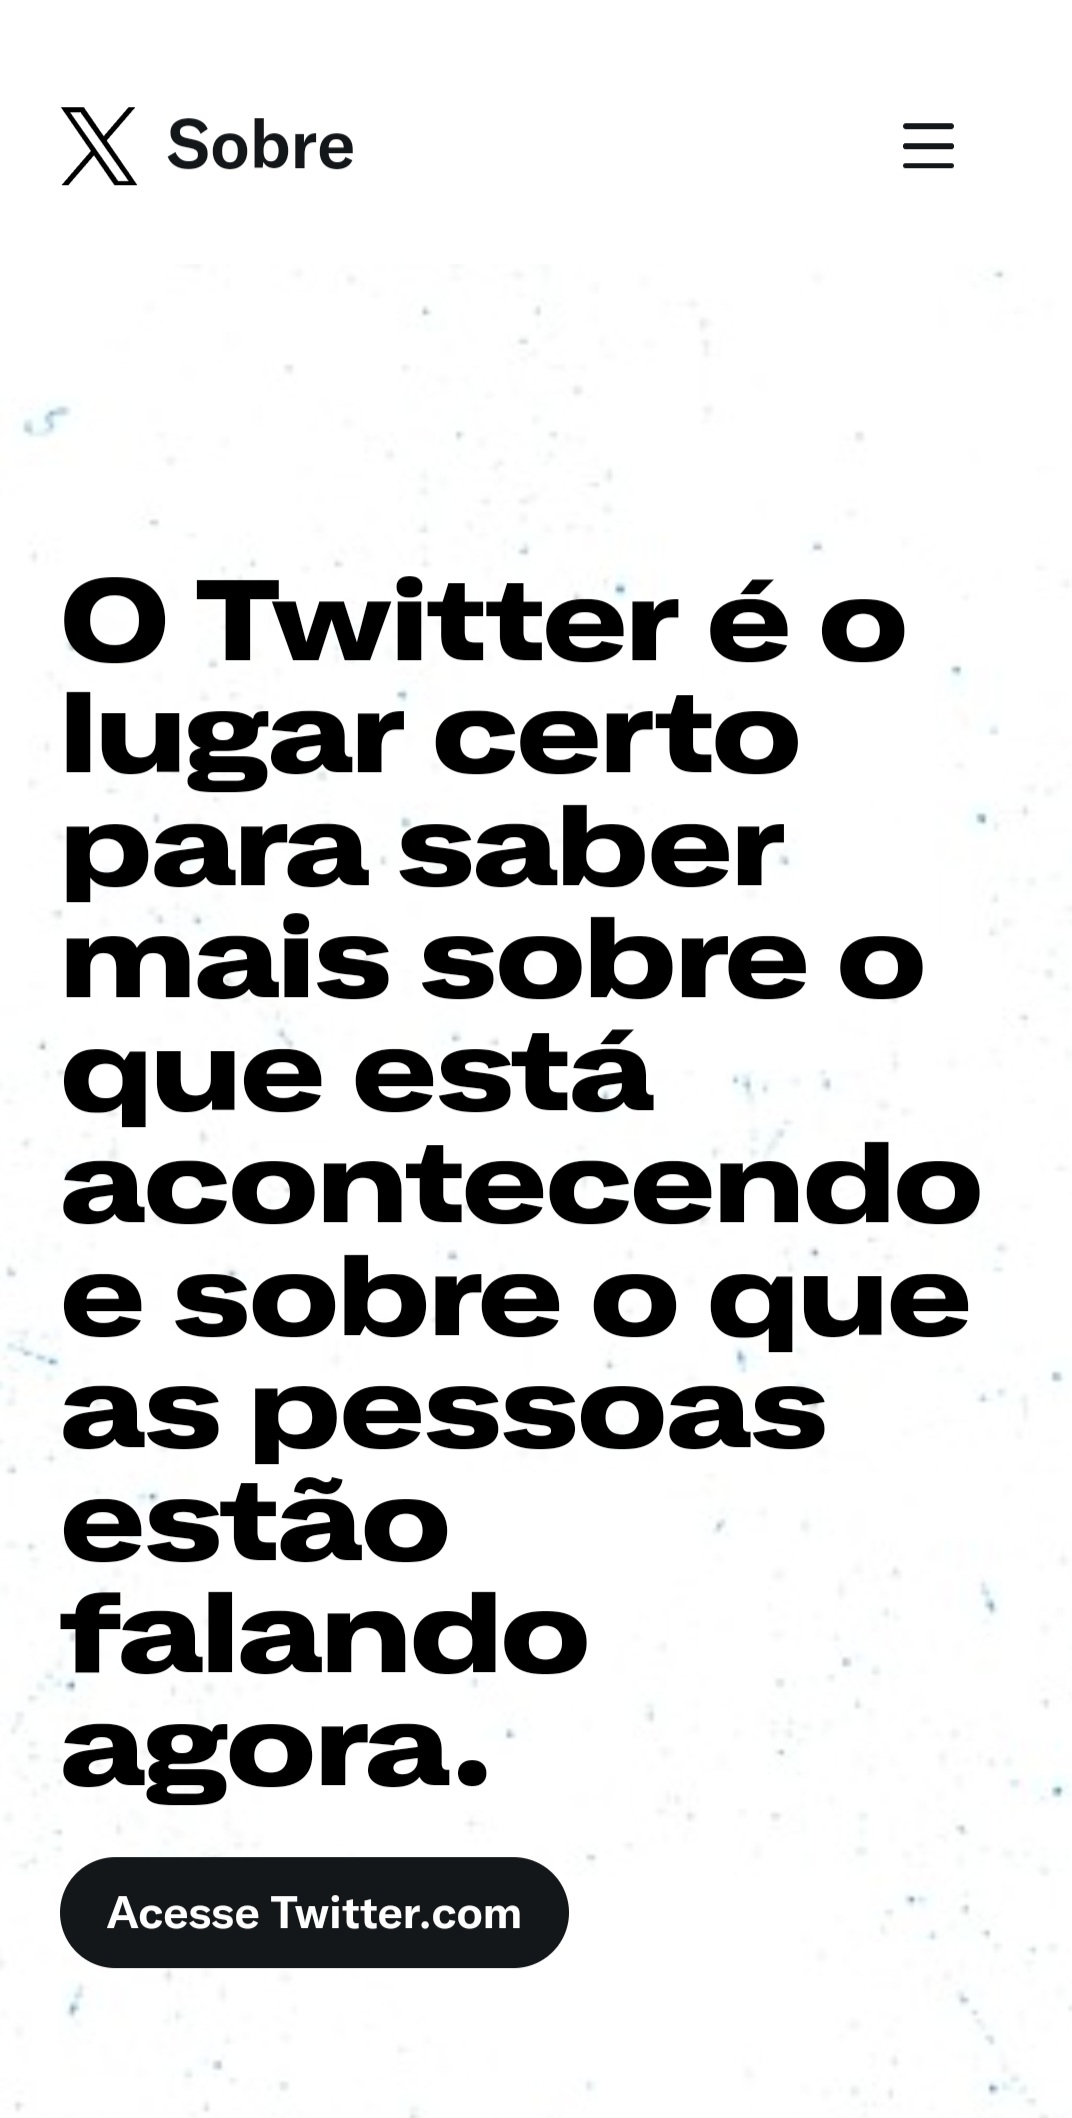 Sobre
O Twitter é o
lugar certo
para saber
mais sobre o
que está
acontecendo
e sobre o que
as pessoas
estão
falando
agora.
Acesse Twitter.com